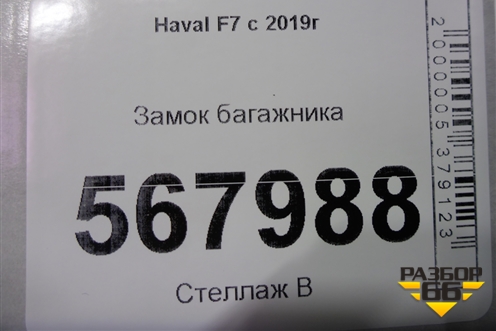 Haval F7 с 2019г
Замок багажника
567988
Стеллаж В
2000005379123
РАЗБОР
66